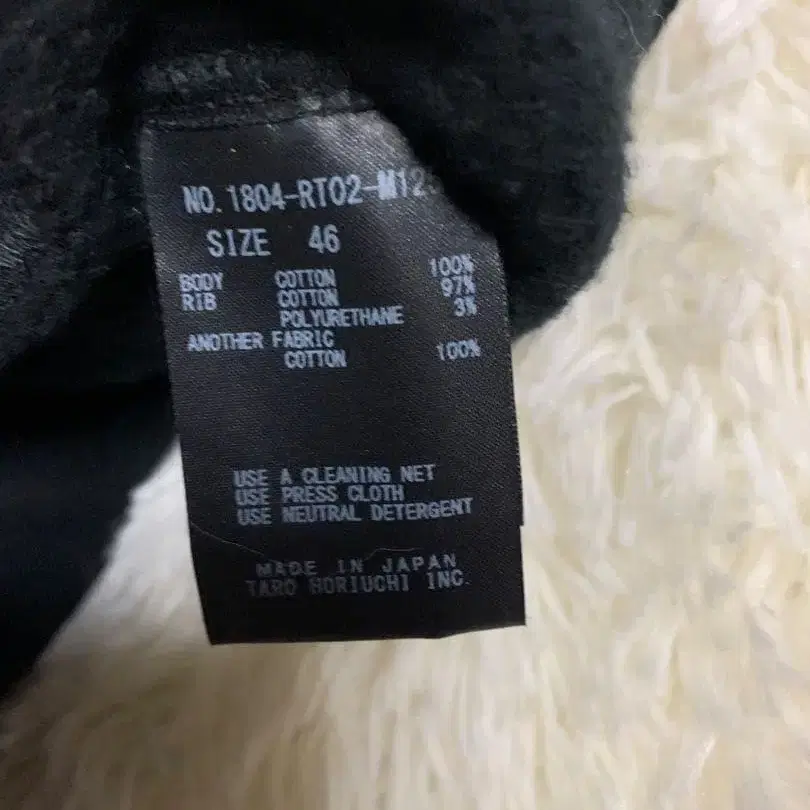 NO. 1804-RT02-M12
SIZE 46
BODY COTTON 100%
RIB COTTON 97%
POLYURETHANE 3%
ANOTHER FABRIC
COTTON 100%
USE A CLEANING NET
USE PRESS CLOTH
USE NEUTRAL DETERGENT
MADE IN JAPAN
TARO HORIUCHI INC.